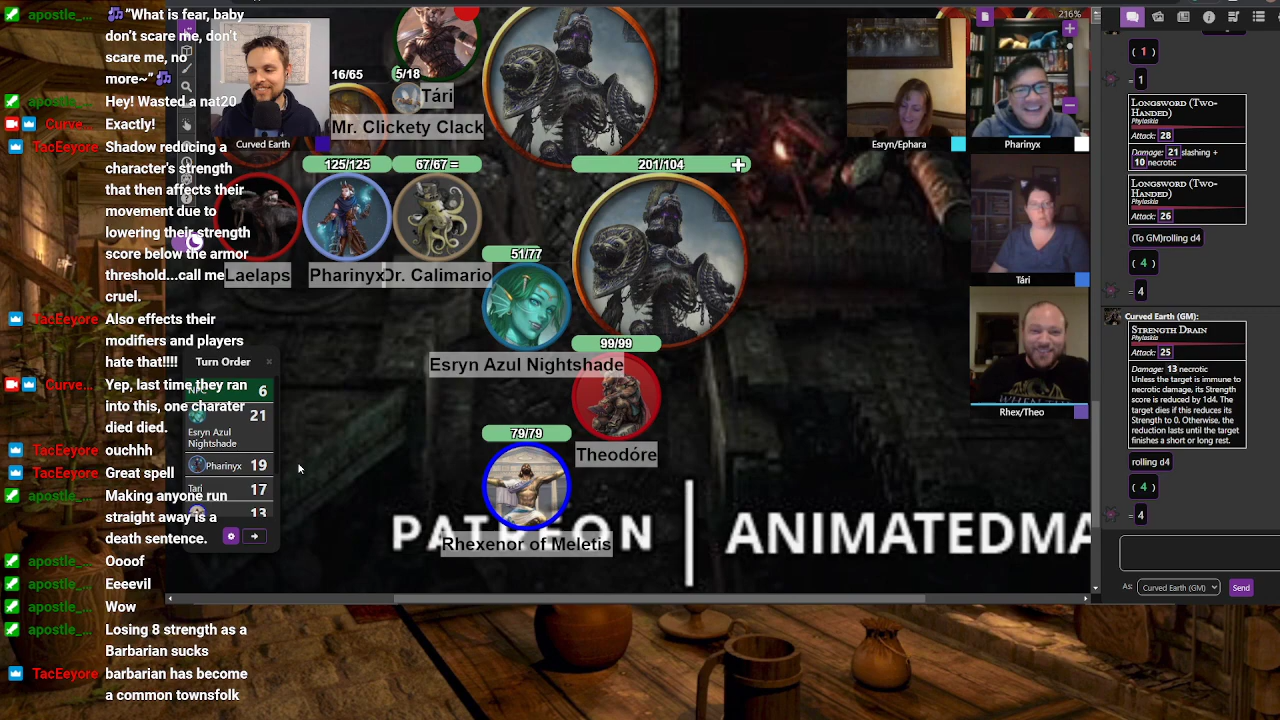 apostle_... 🎶"What is fear, baby
don't scare me, don't
scare me, no
more~" 🎶
apostle_... Hey! Wasted a nat20
Curve... Exactly!
TacEeyore Shadow reducing a
character's strength
that then affects their
movement due to
lowering their strength
score below the armor
threshold...call me
cruel.
TacEeyore Also effects their
modifiers and players
hate that!!!!
Curve... Yep, last time they ran
into this, one charater
died died.
TacEeyore ouchhh
TacEeyore Great spell
apostle_... Making anyone run
straight away is a
death sentence.
apostle_... Oooof
apostle_... Eeeevil
apostle_... Wow
apostle_... Losing 8 strength as a
Barbarian sucks
TacEeyore barbarian has become
a common townsfolk
Curved Earth
16/65
5/18
Tári
Mr. Clickety Clack
125/125
67/67 =
201/104
Laelaps
Pharinyx
Dr. Calimario
51/77
Esryn Azul Nightshade
99/99
Theodóre
79/79
Rhexenor of Meletis
Turn Order
NPC 6
21
Esryn Azul
Nightshade
Pharinyx 19
Tari 17
13
PATREON | ANIMATEDMA
216%
Esryn/Ephara
Pharinyx
Tári
Rhex/Theo
( 1 )
= 1
Longsword (Two-
Handed)
Phylaskia
Attack: 28
Damage: 21 slashing +
10 necrotic
Longsword (Two-
Handed)
Phylaskia
Attack: 26
(To GM)rolling d4
( 4 )
= 4
Curved Earth (GM):
Strength Drain
Phylaskia
Attack: 25
Damage: 13 necrotic
Unless the target is immune to
necrotic damage, its Strength
score is reduced by 1d4. The
target dies if this reduces its
Strength to 0. Otherwise, the
reduction lasts until the target
finishes a short or long rest.
rolling d4
( 4 )
= 4
As: Curved Earth (GM) Send